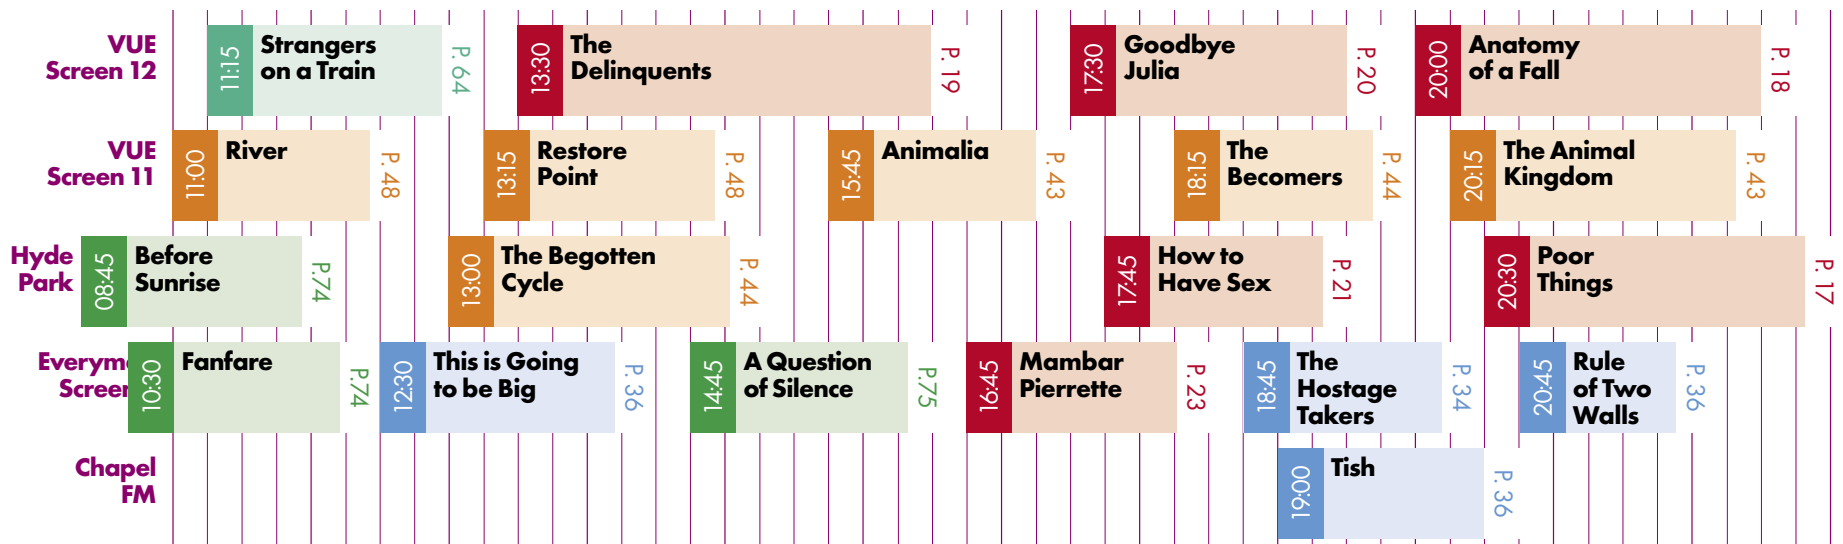 VUE
Screen 12
11:15
Strangers
on a Train
P. 64
13:30
The
Delinquents
P. 19
17:30
Goodbye
Julia
P. 20
20:00
Anatomy
of a Fall
P. 18
VUE
Screen 11
11:00
River
P. 48
13:15
Restore
Point
P. 48
15:45
Animalia
P. 43
18:15
The
Becomers
P. 44
20:15
The Animal
Kingdom
P. 43
Hyde
Park
08:45
Before
Sunrise
P.74
13:00
The Begotten
Cycle
P. 44
17:45
How to
Have Sex
P. 21
20:30
Poor
Things
P. 17
Everym
Screen
10:30
Fanfare
P.74
12:30
This is Going
to be Big
P. 36
14:45
A Question
of Silence
P.75
16:45
Mambar
Pierrette
P. 23
18:45
The
Hostage
Takers
P. 34
20:45
Rule
of Two
Walls
P. 36
Chapel
FM
19:00
Tish
P. 36